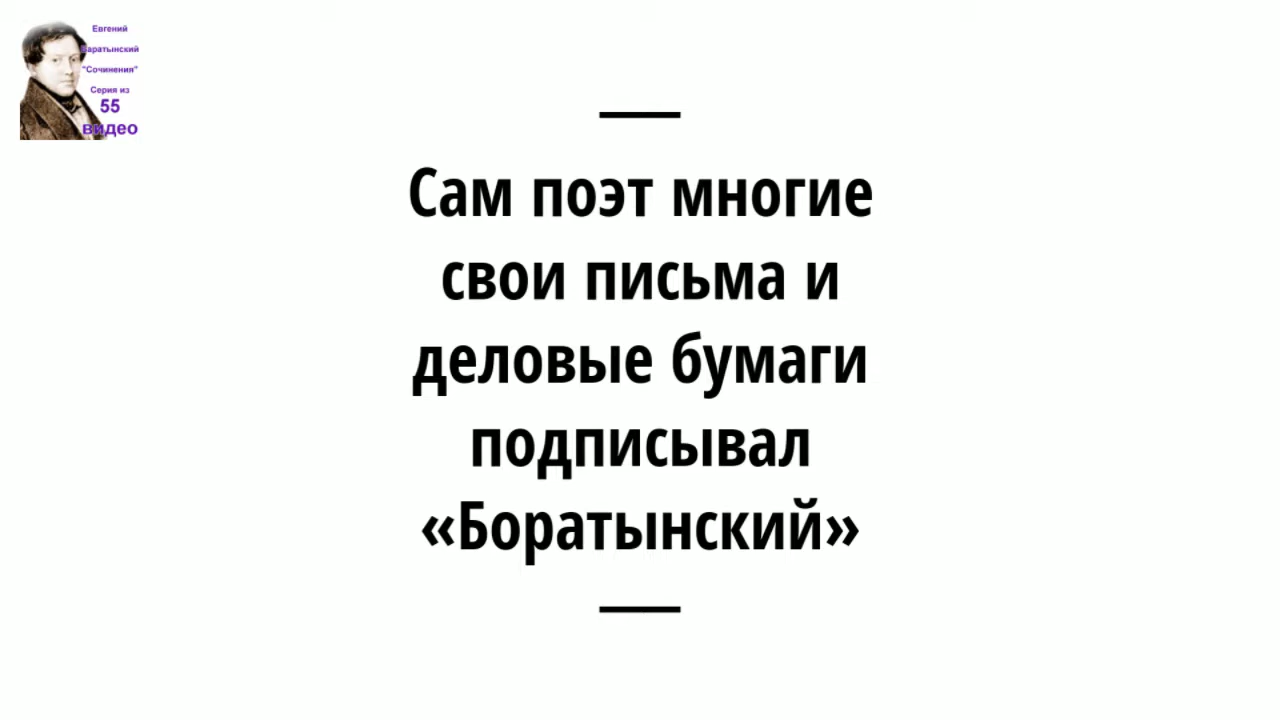 Евгений
Баратынский
"Сочинения"
Серия из
55
видео
Сам поэт многие
свои письма и
деловые бумаги
подписывал
«Боратынский»